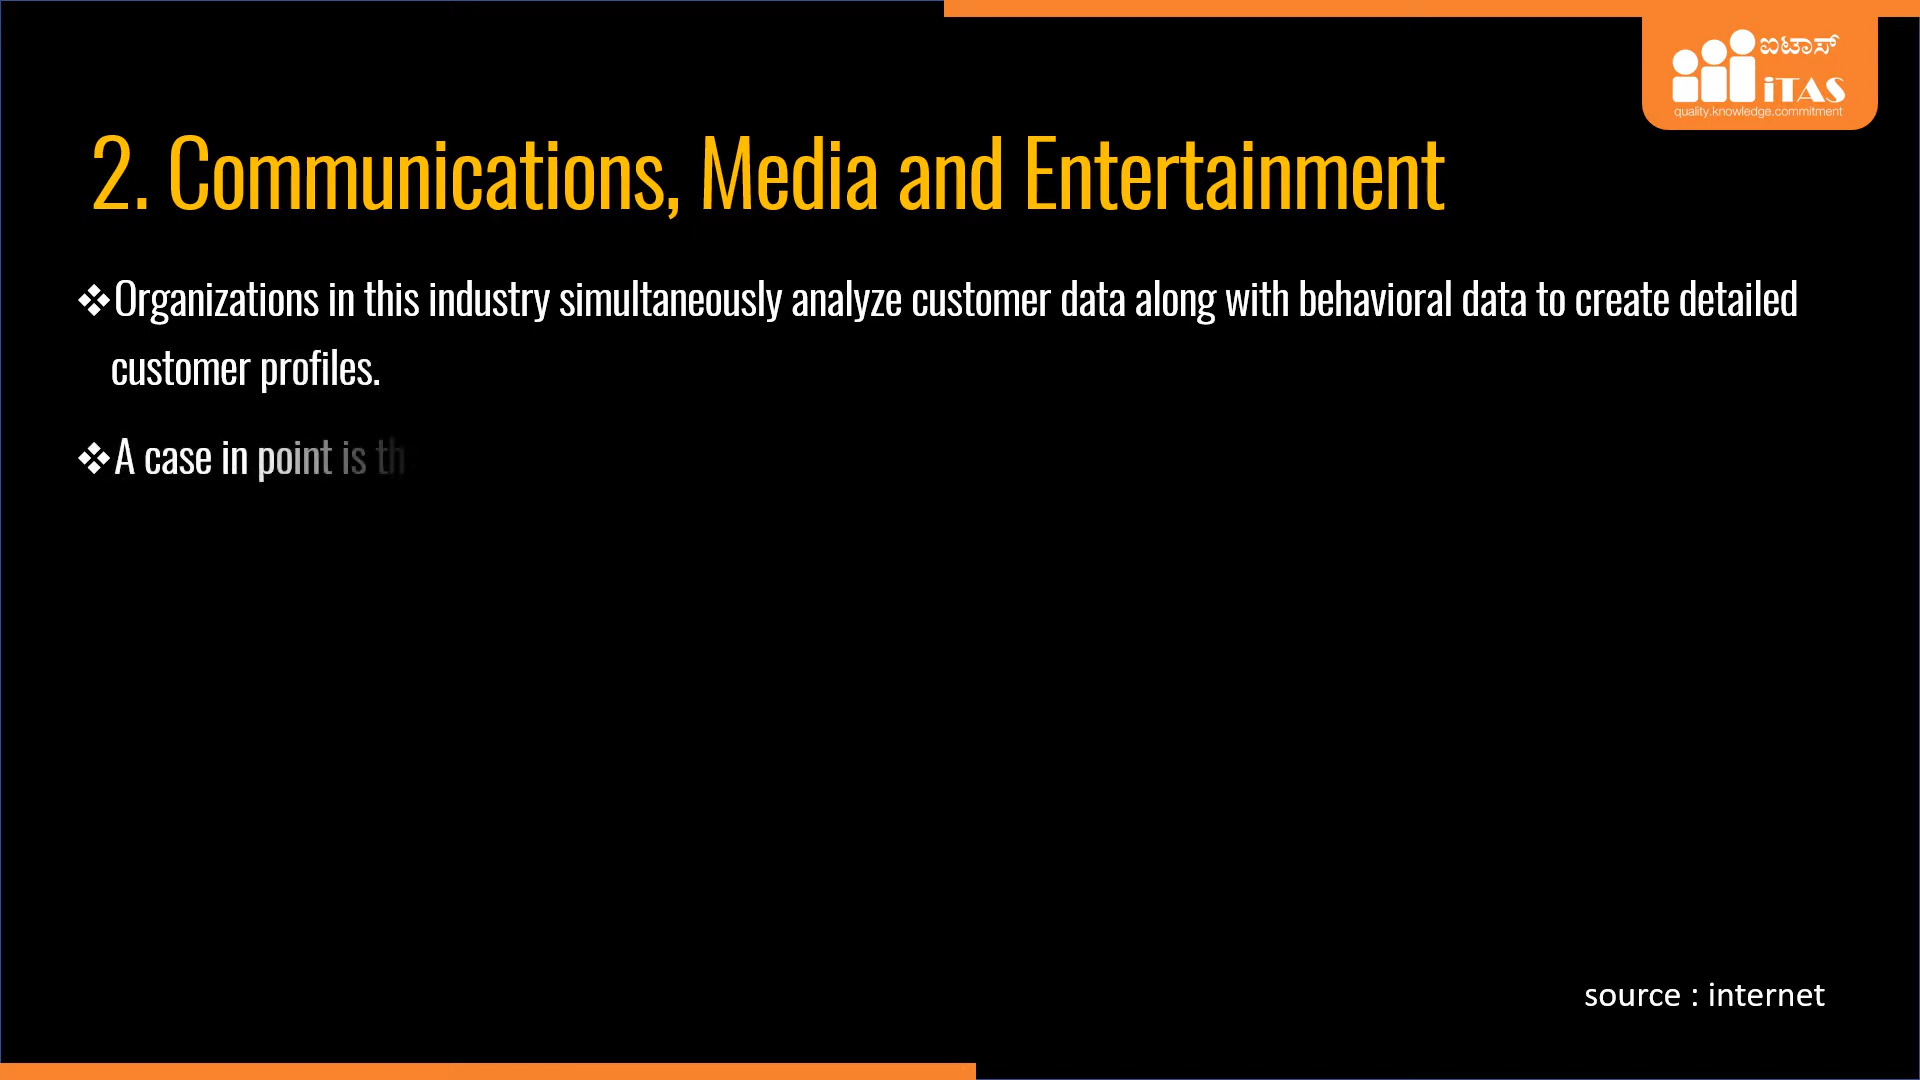 ಐಟಾಸ್
iTAS
quality.knowledge.commitment
2. Communications, Media and Entertainment
❖Organizations in this industry simultaneously analyze customer data along with behavioral data to create detailed
customer profiles.
❖A case in point is th
source : internet